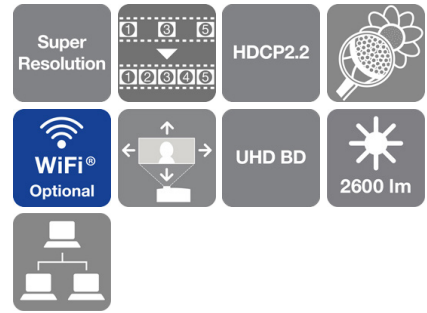 Super
Resolution
1 3 5
1 2 3 4 5
HDCP2.2
WiFi®
Optional
UHD BD
2600 lm